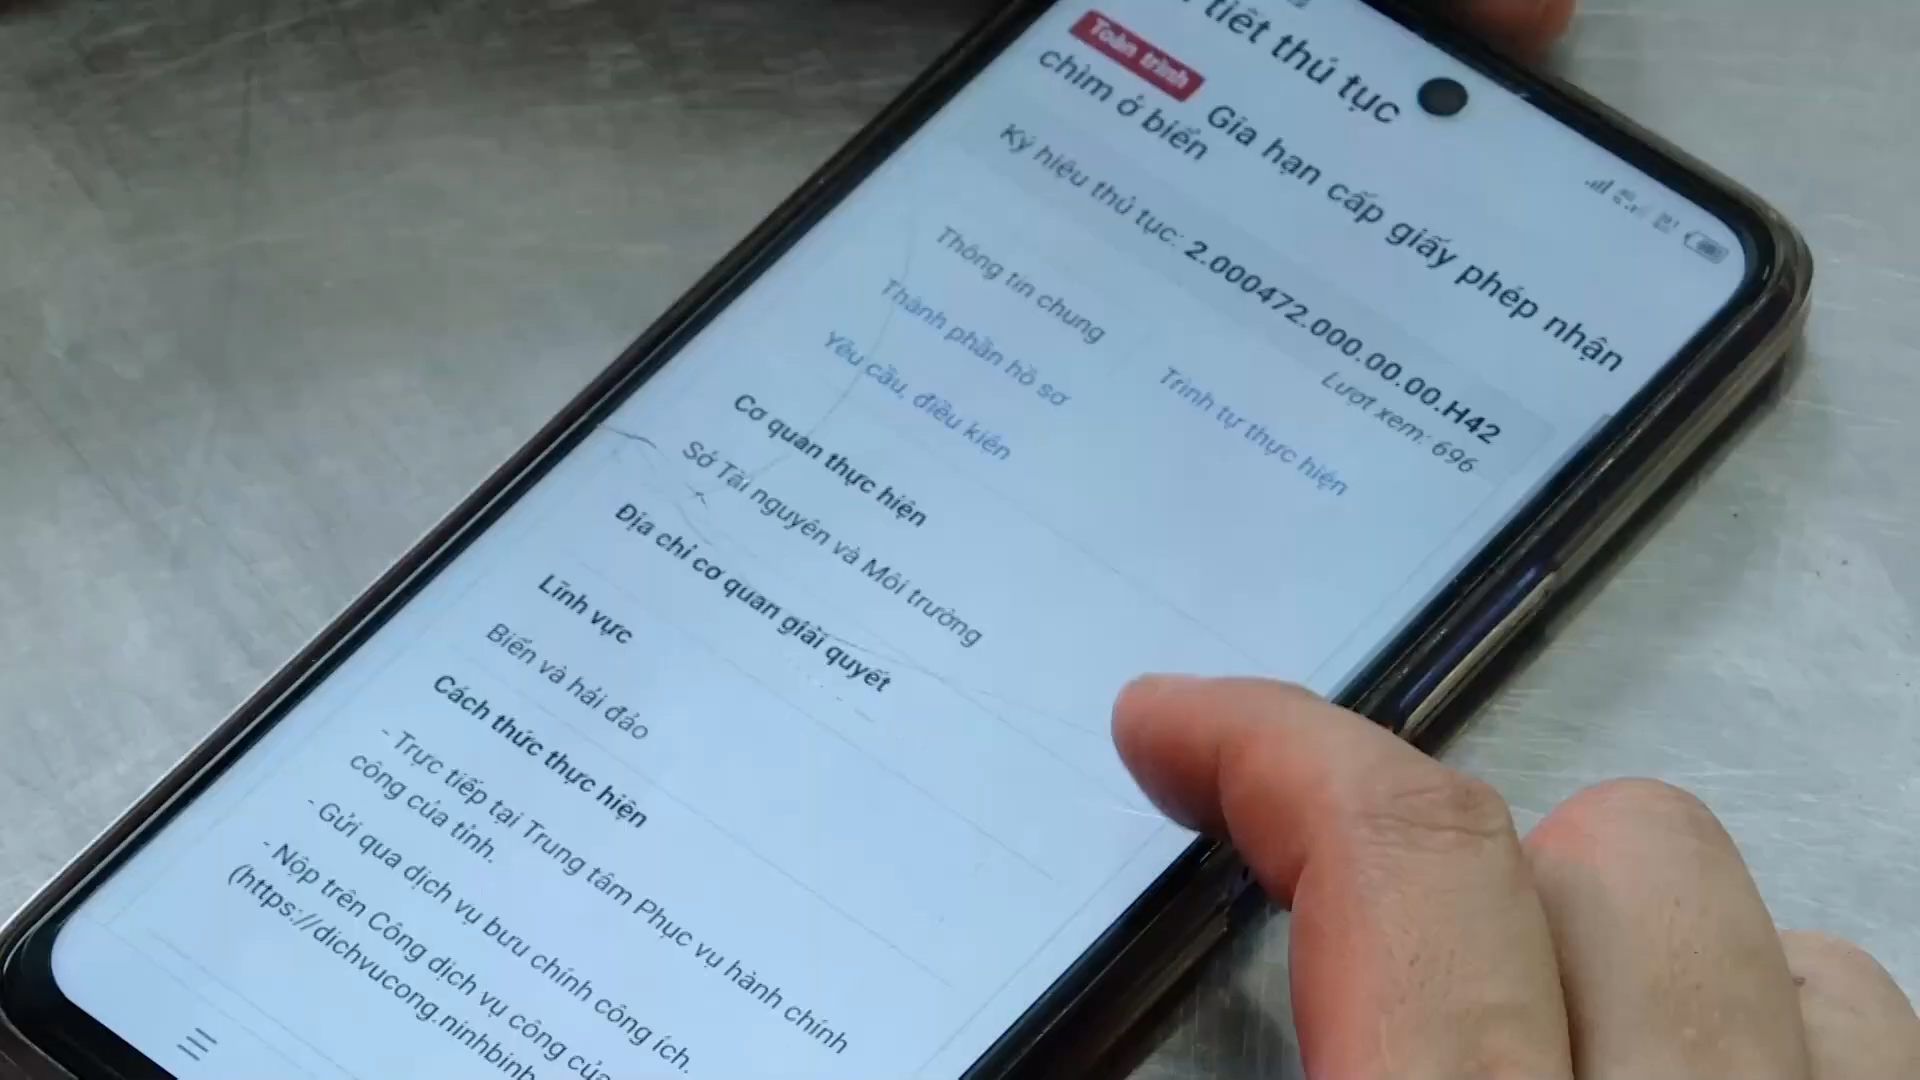 tiết thủ tục
Toàn trình Gia hạn cấp giấy phép nhận
chìm ở biển
Ký hiệu thủ tục: 2.000472.000.00.00.H42
Lượt xem: 696
Thông tin chung
Trình tự thực hiện
Thành phần hồ sơ
Yêu cầu, điều kiện
Cơ quan thực hiện
Sở Tài nguyên và Môi trường
Địa chỉ cơ quan giải quyết
Lĩnh vực
Biển và hải đảo
Cách thức thực hiện
- Trực tiếp tại Trung tâm Phục vụ hành chính
công của tỉnh.
- Gửi qua dịch vụ bưu chính công ích.
- Nộp trên Công dịch vụ công của
(https://dichvucong.ninhbinh